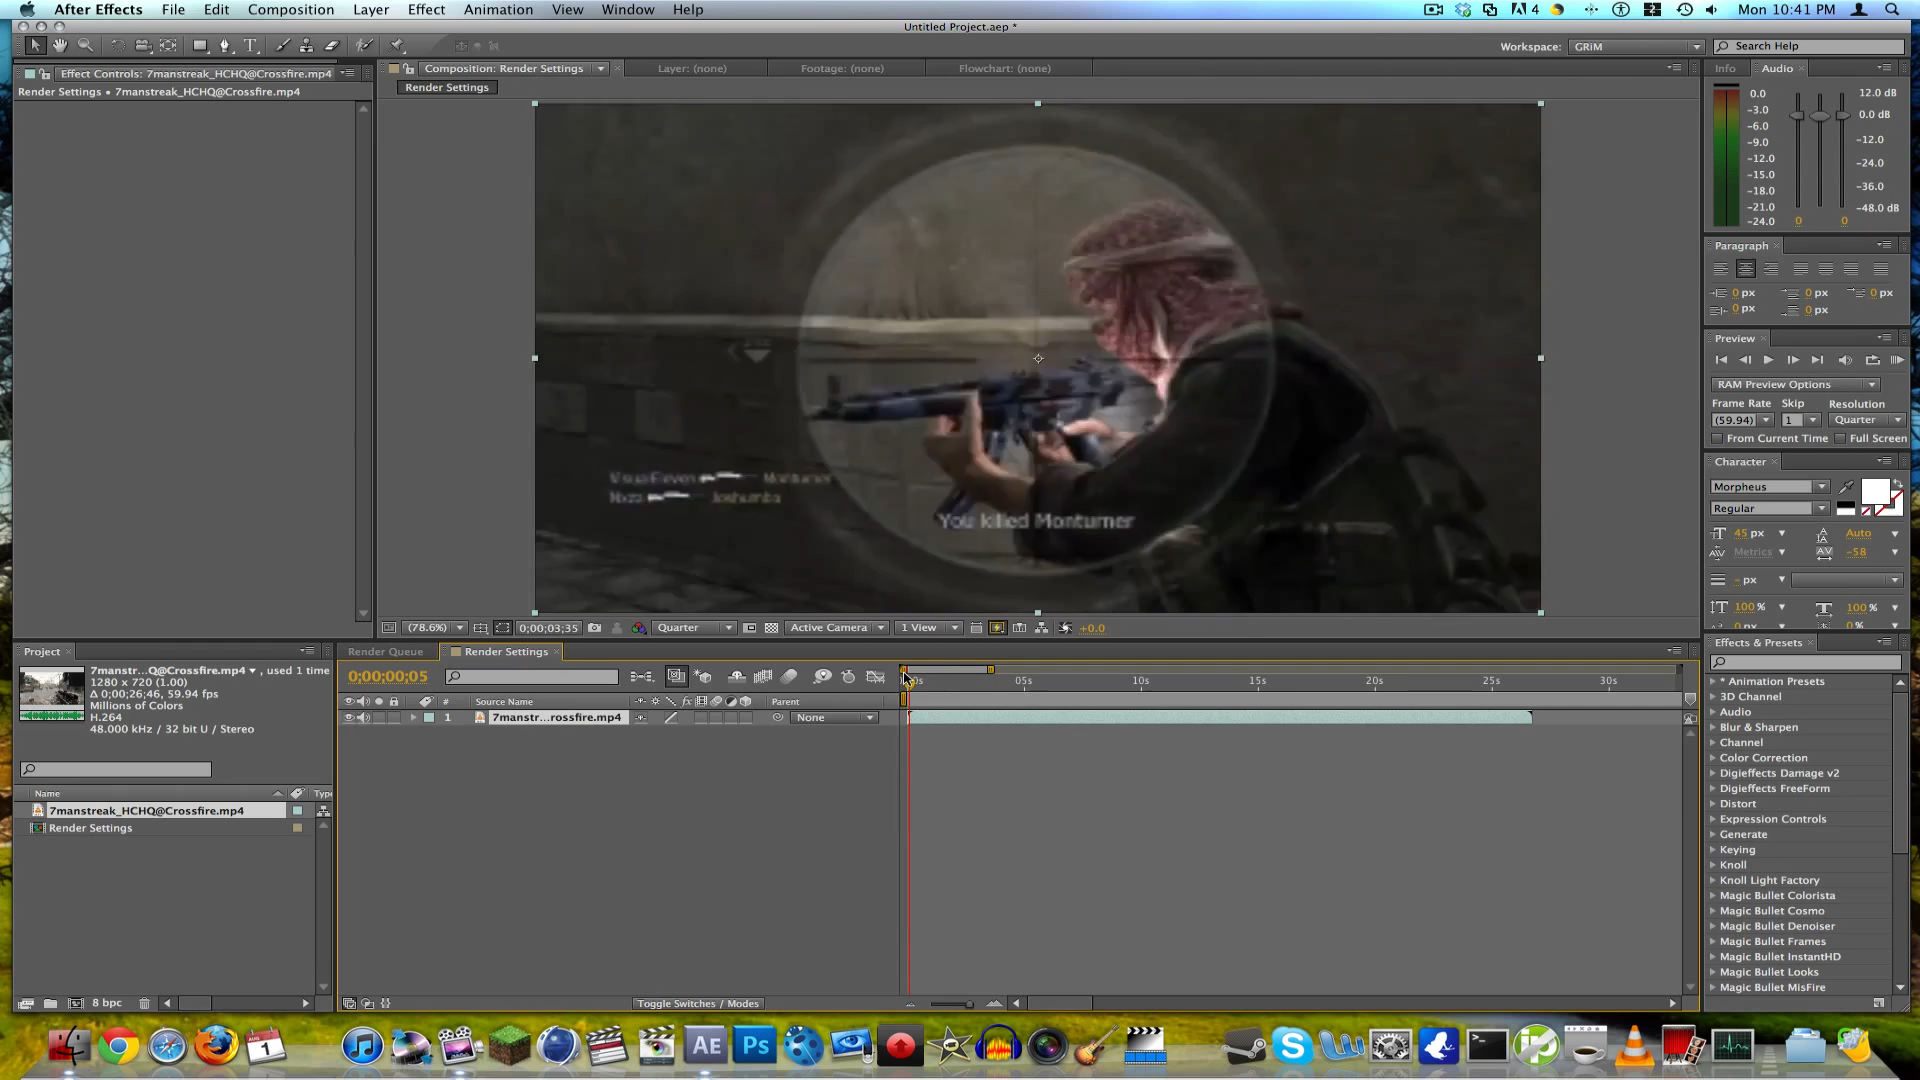 After Effects File Edit Composition Layer Effect Animation View Window Help
4 Mon 10:41 PM
Untitled Project.aep *
Workspace: GRiM
Search Help
Effect Controls: 7manstreak_HCHQ@Crossfire.mp4
Render Settings • 7manstreak_HCHQ@Crossfire.mp4
Composition: Render Settings
Layer: (none)
Footage: (none)
Flowchart: (none)
Render Settings
You killed Monturner
(78.6%)
0;00;03;35
Quarter
Active Camera
1 View
+0.0
Info
Audio
0.0
-3.0
-6.0
-9.0
-12.0
-15.0
-18.0
-21.0
-24.0
12.0 dB
0.0 dB
-12.0
-24.0
-36.0
-48.0 dB
0 0
Paragraph
0 px 0 px 0 px
0 px 0 px
Preview
RAM Preview Options
Frame Rate Skip Resolution
(59.94) 1 Quarter
From Current Time Full Screen
Character
Morpheus
Regular
45 px Auto
Metrics -58
- px
100 % 100 %
Project
7manstr...Q@Crossfire.mp4 , used 1 time
1280 x 720 (1.00)
Δ 0;00;26;46, 59.94 fps
Millions of Colors
H.264
48.000 kHz / 32 bit U / Stereo
Name Type
7manstreak_HCHQ@Crossfire.mp4
Render Settings
8 bpc
Render Queue
Render Settings
0;00;00;05
05s 10s 15s 20s 25s 30s
# Source Name Parent
1 7manstr...rossfire.mp4 None
Toggle Switches / Modes
Effects & Presets
* Animation Presets
3D Channel
Audio
Blur & Sharpen
Channel
Color Correction
Digieffects Damage v2
Digieffects FreeForm
Distort
Expression Controls
Generate
Keying
Knoll
Knoll Light Factory
Magic Bullet Colorista
Magic Bullet Cosmo
Magic Bullet Denoiser
Magic Bullet Frames
Magic Bullet InstantHD
Magic Bullet Looks
Magic Bullet MisFire
AUG
1
AE
Ps